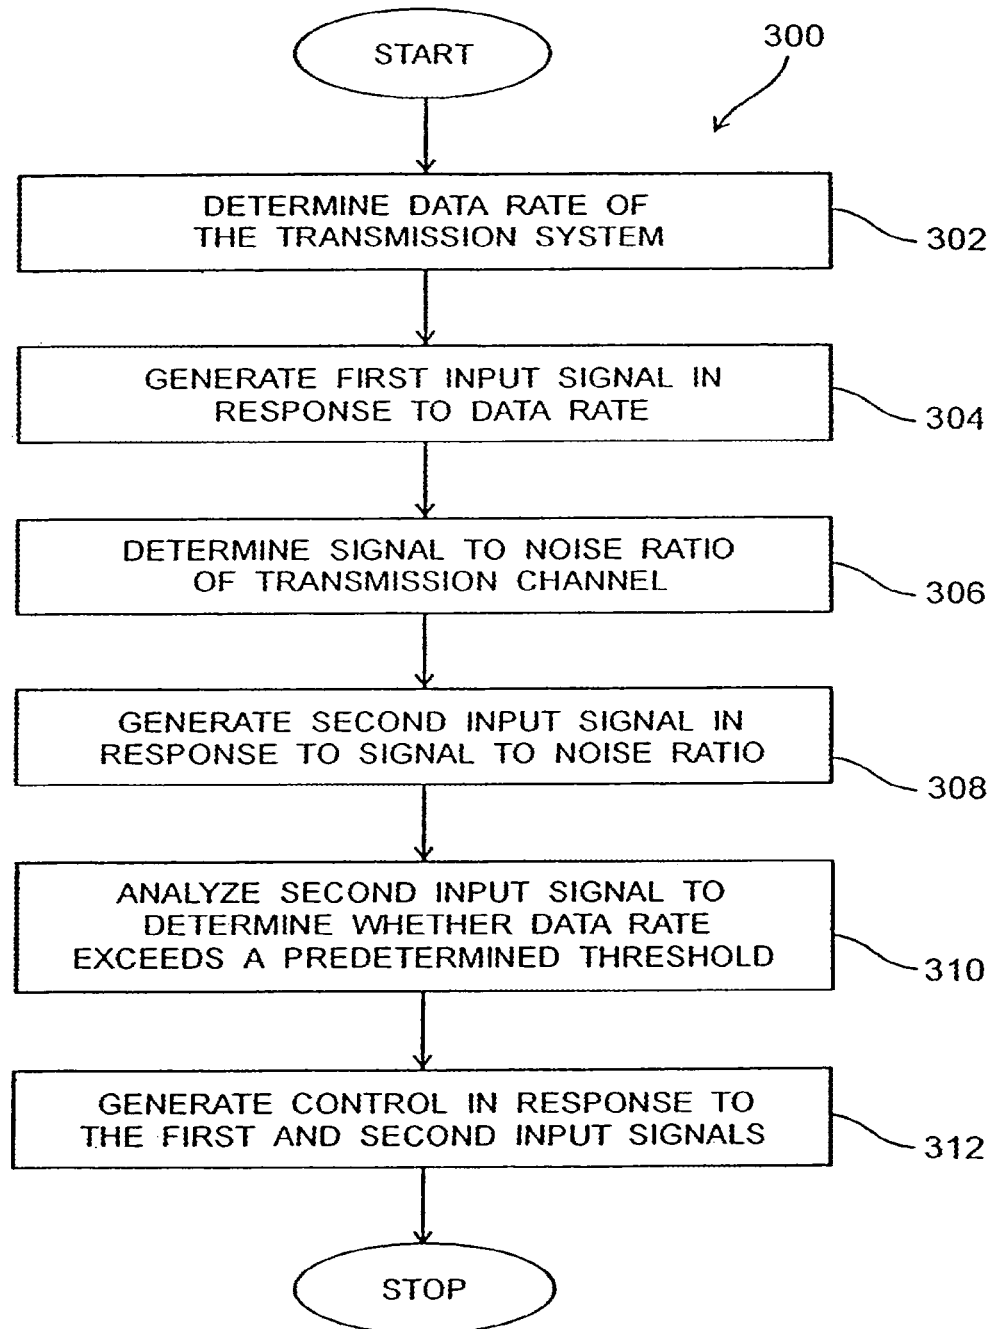 START
300
DETERMINE DATA RATE OF
THE TRANSMISSION SYSTEM
302
GENERATE FIRST INPUT SIGNAL IN
RESPONSE TO DATA RATE
304
DETERMINE SIGNAL TO NOISE RATIO
OF TRANSMISSION CHANNEL
306
GENERATE SECOND INPUT SIGNAL IN
RESPONSE TO SIGNAL TO NOISE RATIO
308
ANALYZE SECOND INPUT SIGNAL TO
DETERMINE WHETHER DATA RATE
EXCEEDS A PREDETERMINED THRESHOLD
310
GENERATE CONTROL IN RESPONSE TO
THE FIRST AND SECOND INPUT SIGNALS
312
STOP